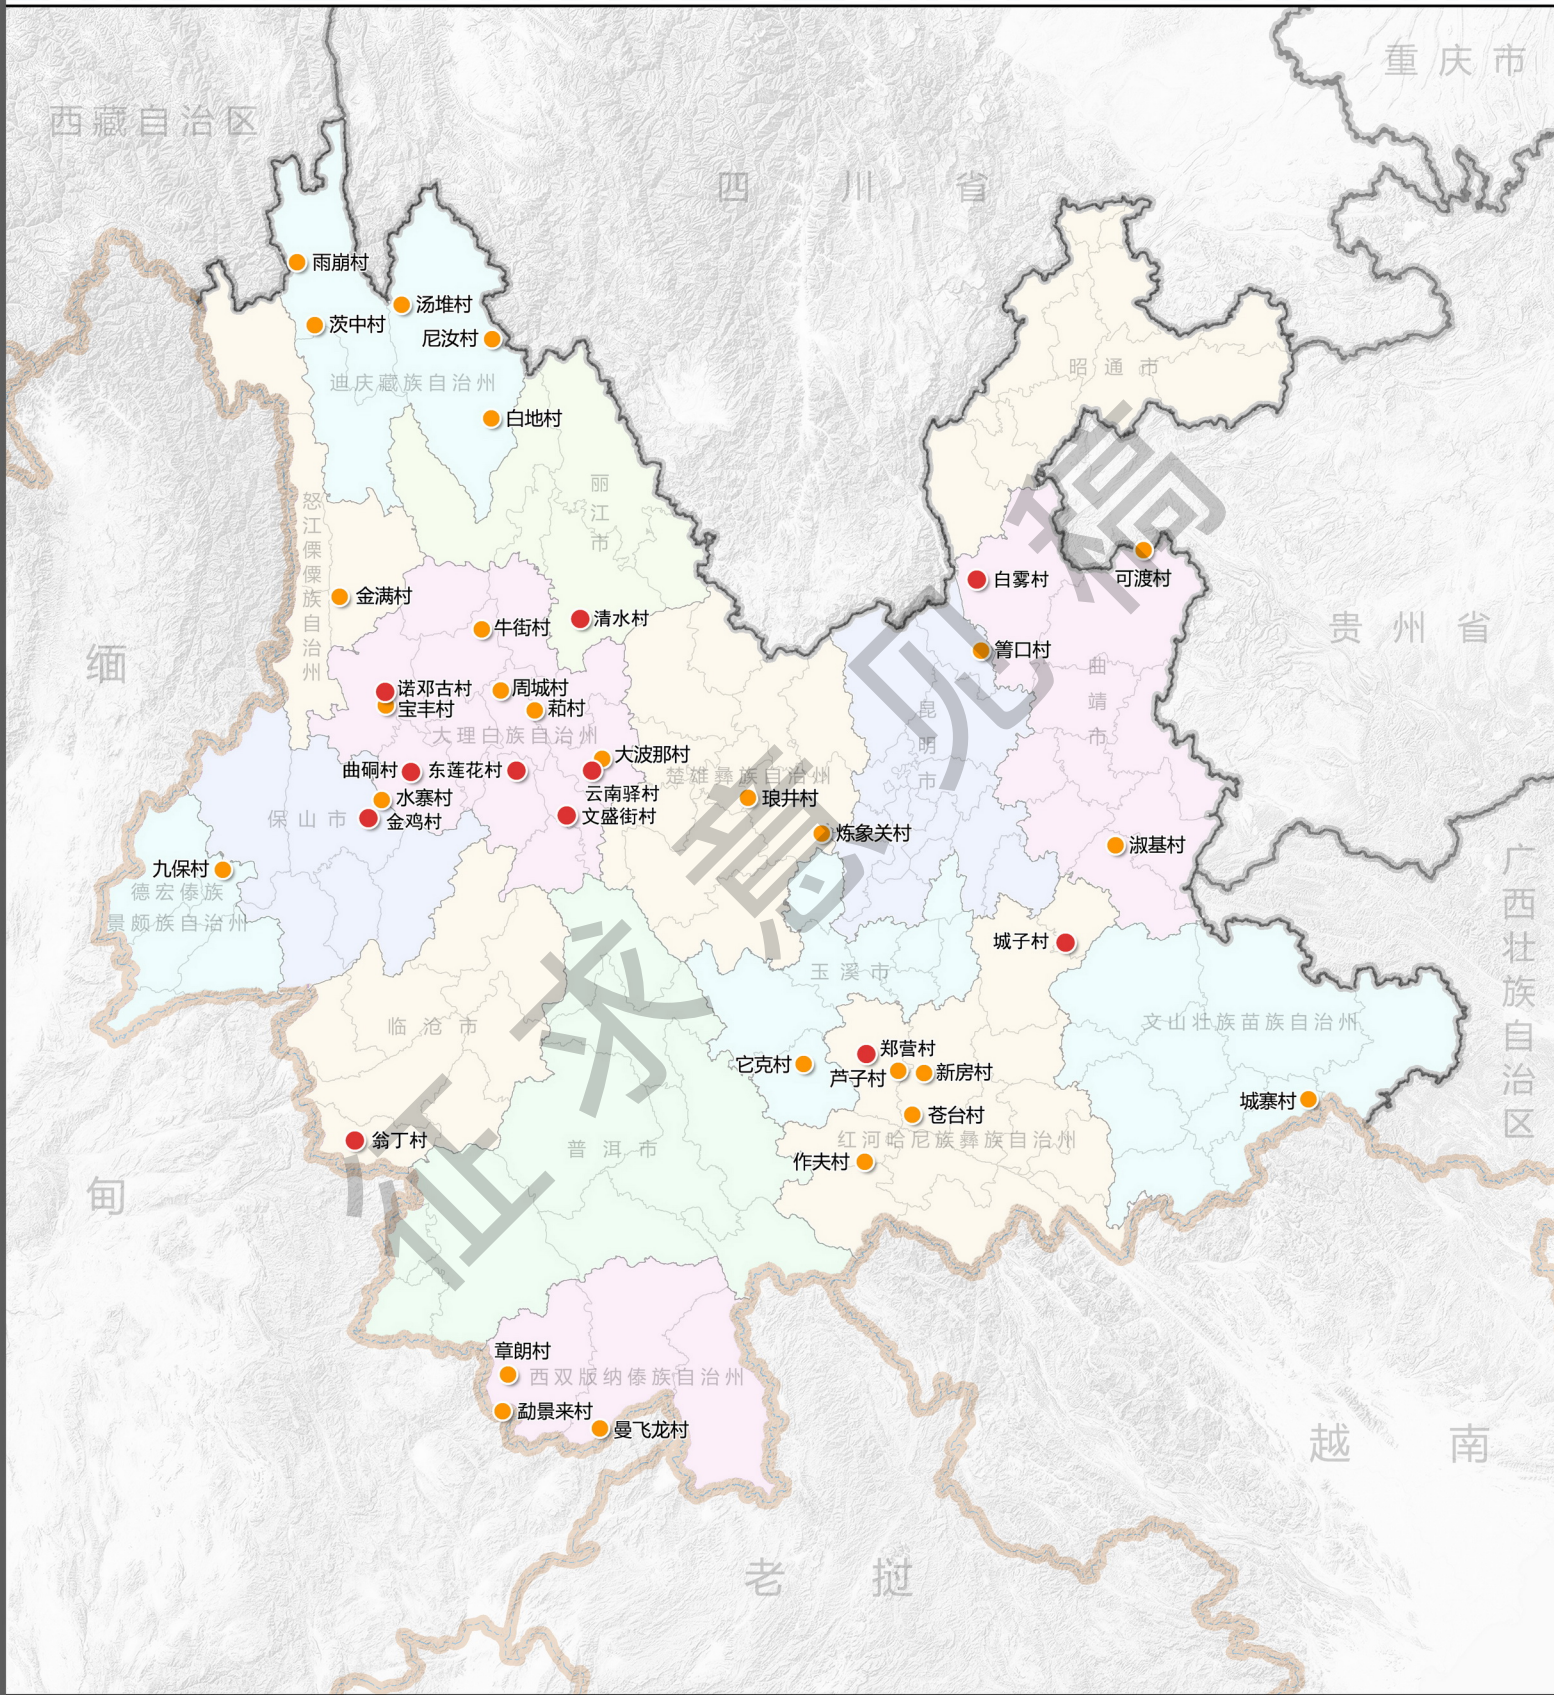 重庆市
西藏自治区
四川省
雨崩村
汤堆村
茨中村
尼汝村
昭通市
迪庆藏族自治州
白地村
丽江市
怒江傈僳族自治州
可渡村
白雾村
金满村
清水村
牛街村
贵州省
箐口村
缅甸
曲靖市
诺邓古村
周城村
宝丰村
莉村
昆明市
大理白族自治州
大波那村
曲硐村
东莲花村
楚雄彝族自治州
云南驿村
水寨村
琅井村
保山市
金鸡村
文盛街村
炼象关村
淑基村
九保村
德宏傣族
景颇族自治州
广西壮族自治区
城子村
玉溪市
临沧市
文山壮族苗族自治州
郑营村
它克村
芦子村
新房村
城寨村
苍台村
翁丁村
红河哈尼族彝族自治州
普洱市
作夫村
章朗村
西双版纳傣族自治州
勐景来村
曼飞龙村
越南
老挝
征求意见稿